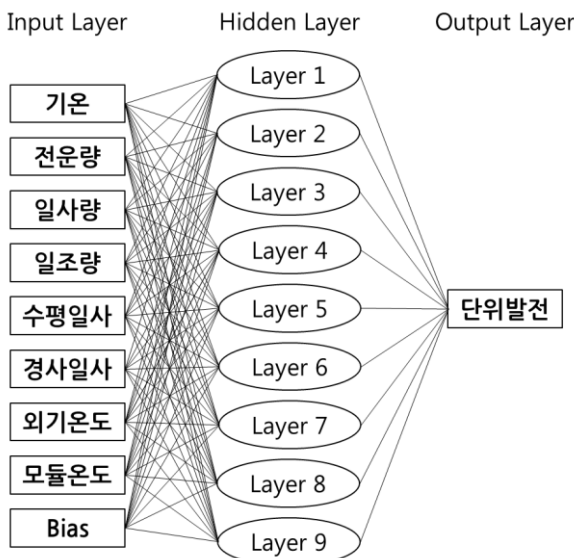 Input Layer
Hidden Layer
Output Layer
기온
전운량
일사량
일조량
수평일사
경사일사
외기온도
모듈온도
Bias
Layer 1
Layer 2
Layer 3
Layer 4
Layer 5
Layer 6
Layer 7
Layer 8
Layer 9
단위발전